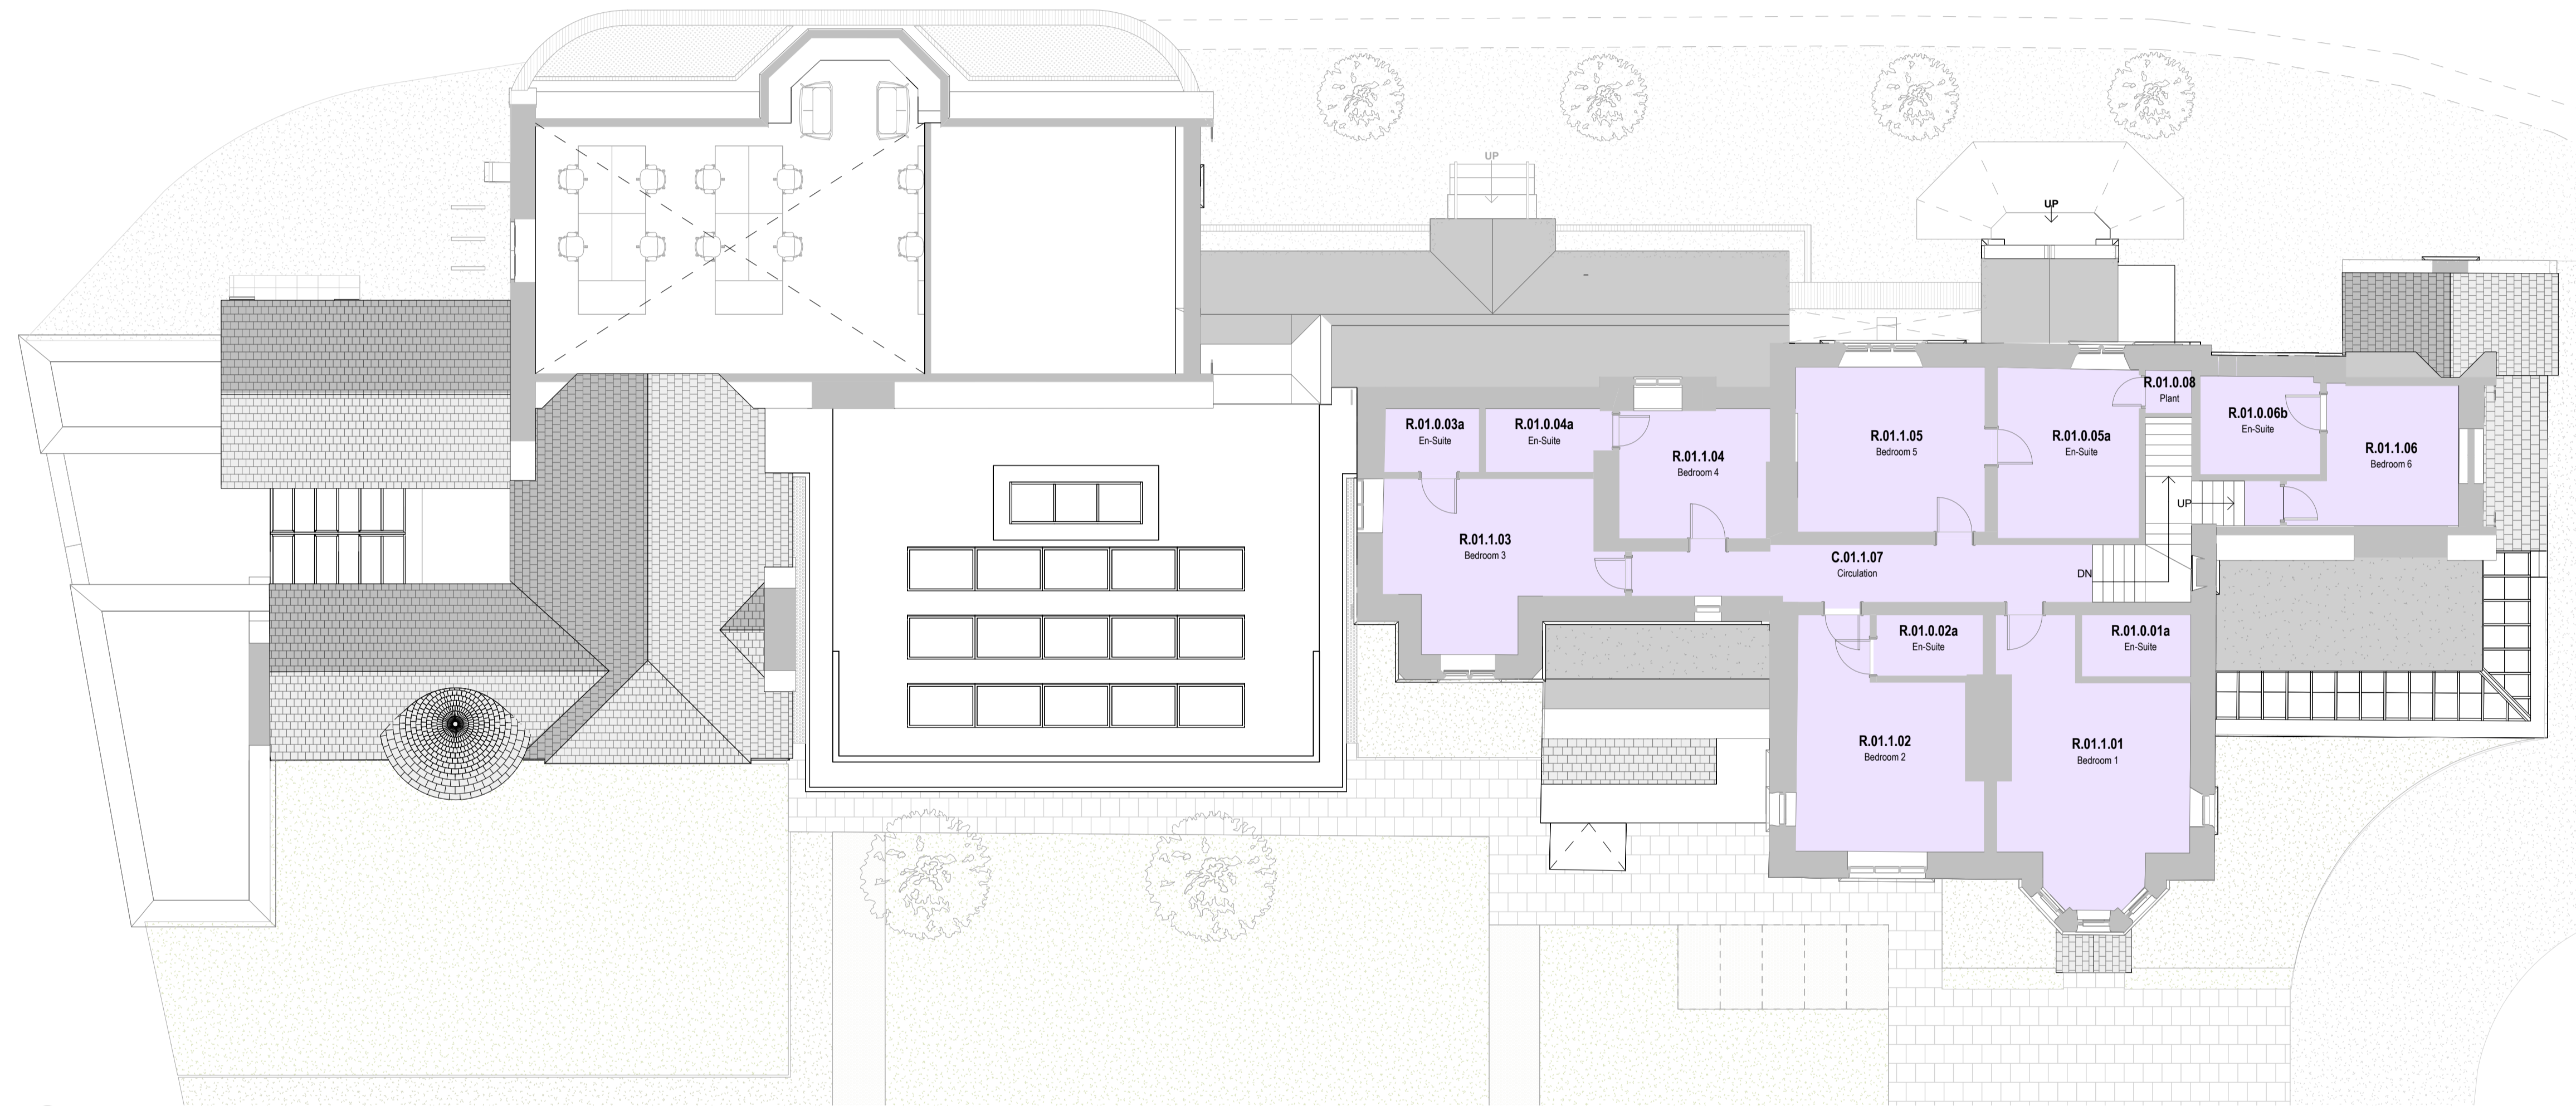 UP
UP
R.01.0.08
Plant
R.01.0.03a
En-Suite
R.01.0.04a
En-Suite
R.01.1.04
Bedroom 4
R.01.1.05
Bedroom 5
R.01.0.05a
En-Suite
R.01.0.06b
En-Suite
R.01.1.06
Bedroom 6
UP
R.01.1.03
Bedroom 3
C.01.1.07
Circulation
DN
R.01.0.02a
En-Suite
R.01.0.01a
En-Suite
R.01.1.02
Bedroom 2
R.01.1.01
Bedroom 1